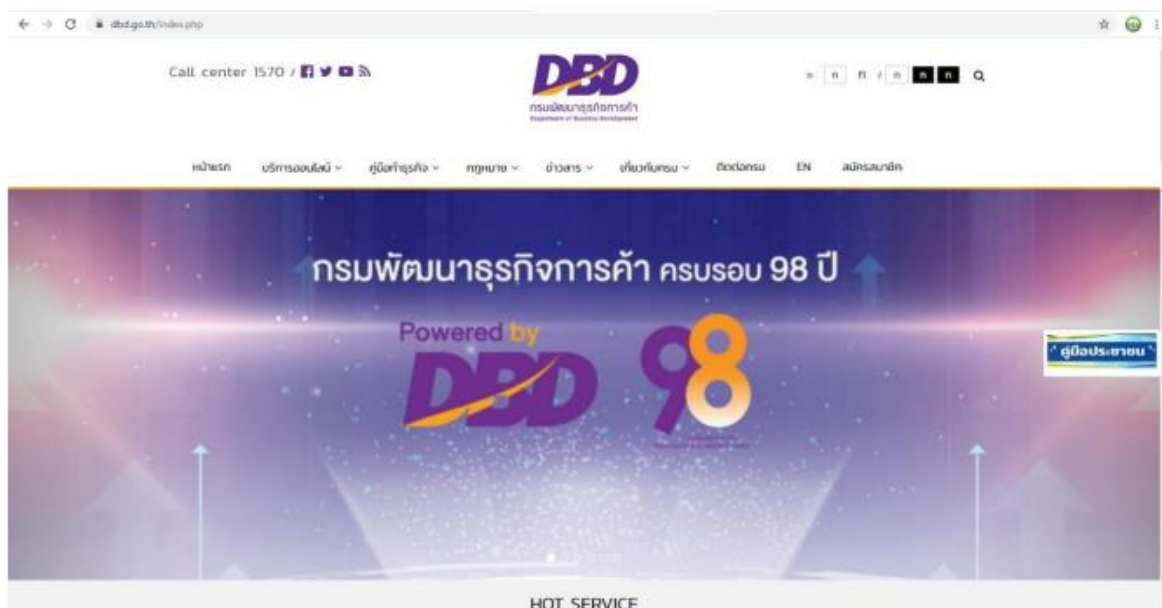 dbd.go.th/index.php
Call center 1570 /
DBD
กรมพัฒนาธุรกิจการค้า
Department of Business Development
ก ก ก / ก ก ก
หน้าแรก บริการออนไลน์ คู่มือทำธุรกิจ กฎหมาย ข่าวสาร เกี่ยวกับกรม ติดต่อกรม EN สมัครสมาชิก
กรมพัฒนาธุรกิจการค้า ครบรอบ 98 ปี
Powered by
DBD 98
คู่มือประชาชน
HOT SERVICE